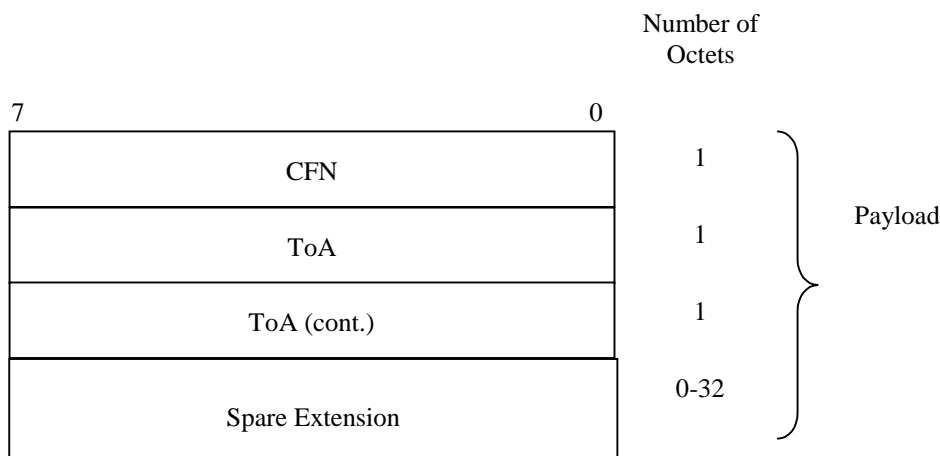 Number of
Octets
7 0
CFN 1
ToA 1
Payload
ToA (cont.) 1
Spare Extension 0-32